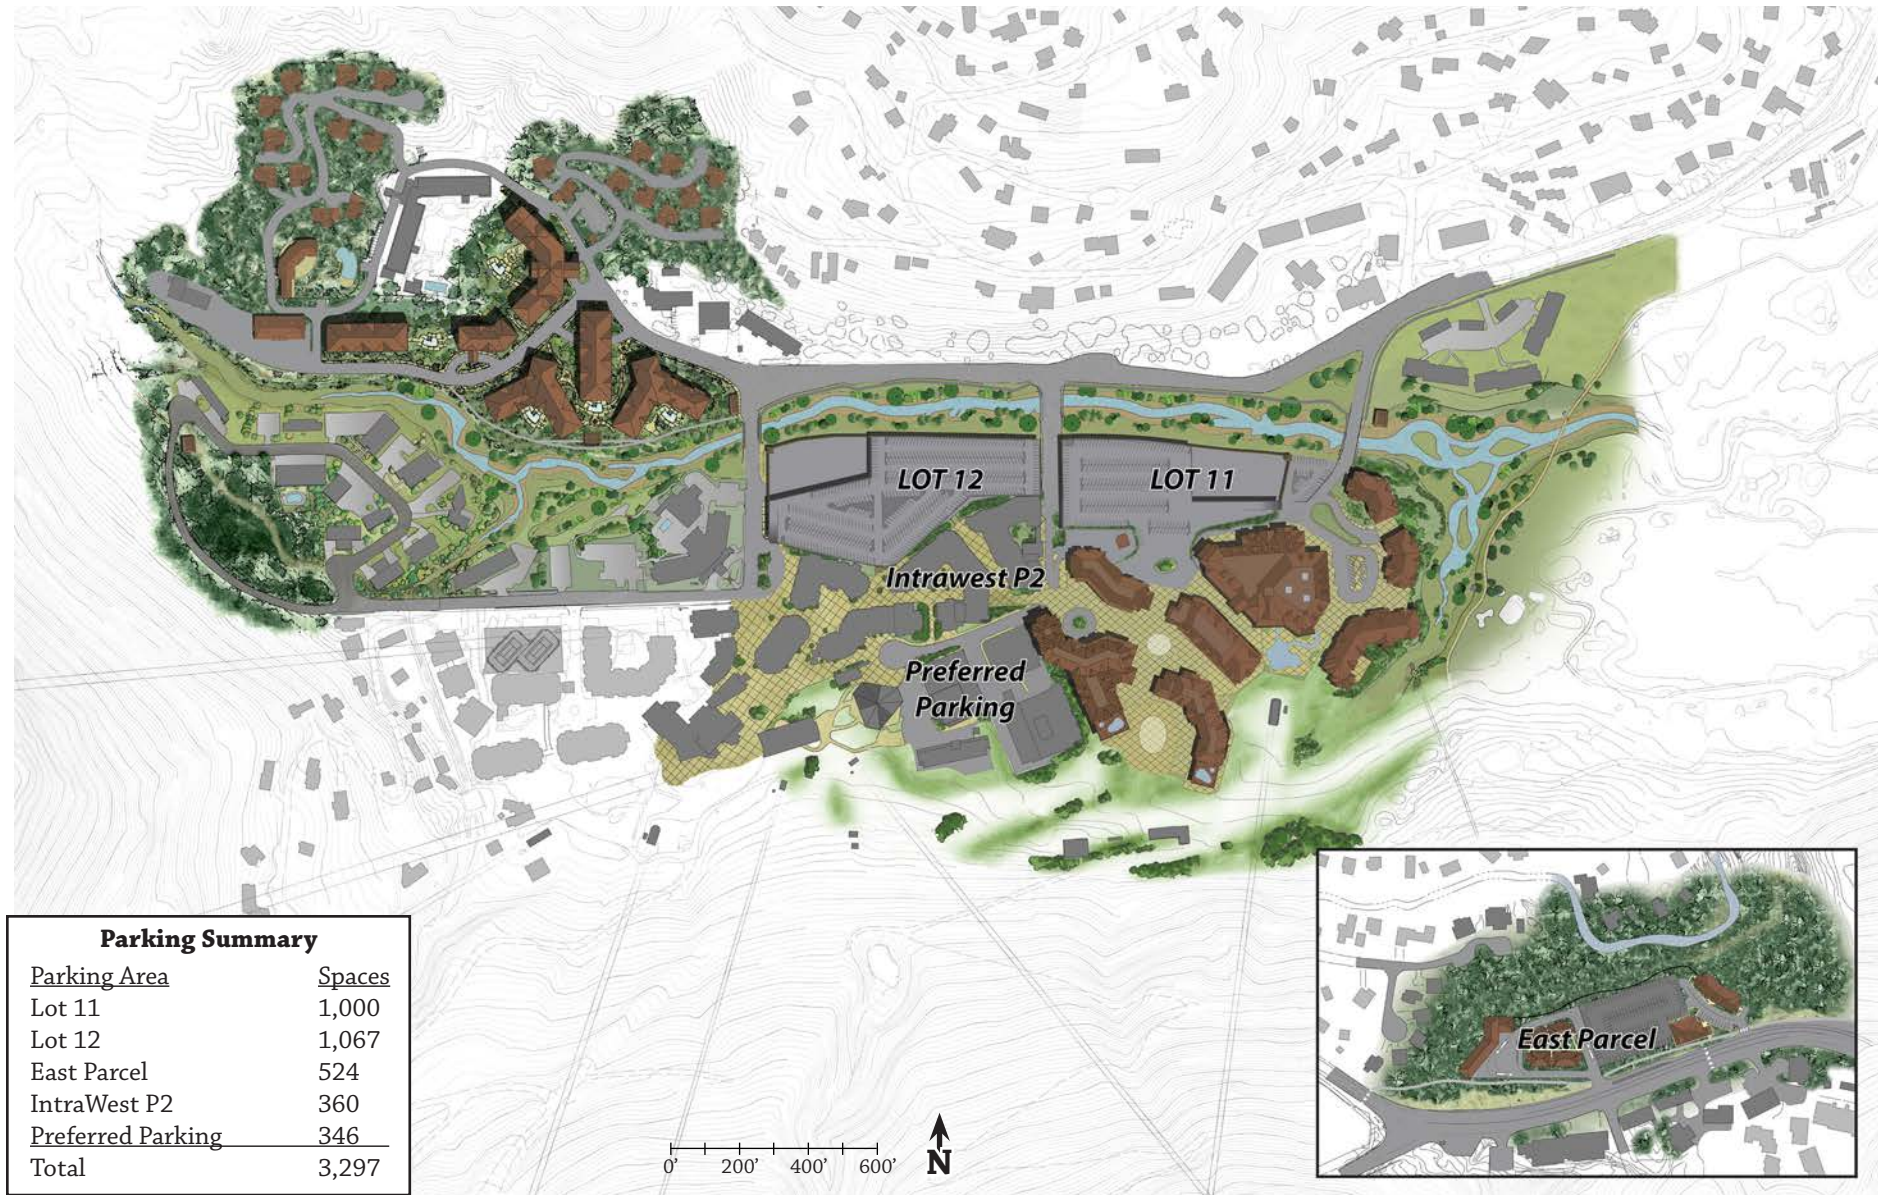 LOT 12
LOT 11
Intrawest P2
Preferred
Parking
East Parcel
Parking Summary
Parking Area Spaces
Lot 11 1,000
Lot 12 1,067
East Parcel 524
IntraWest P2 360
Preferred Parking 346
Total 3,297
0' 200' 400' 600'
N